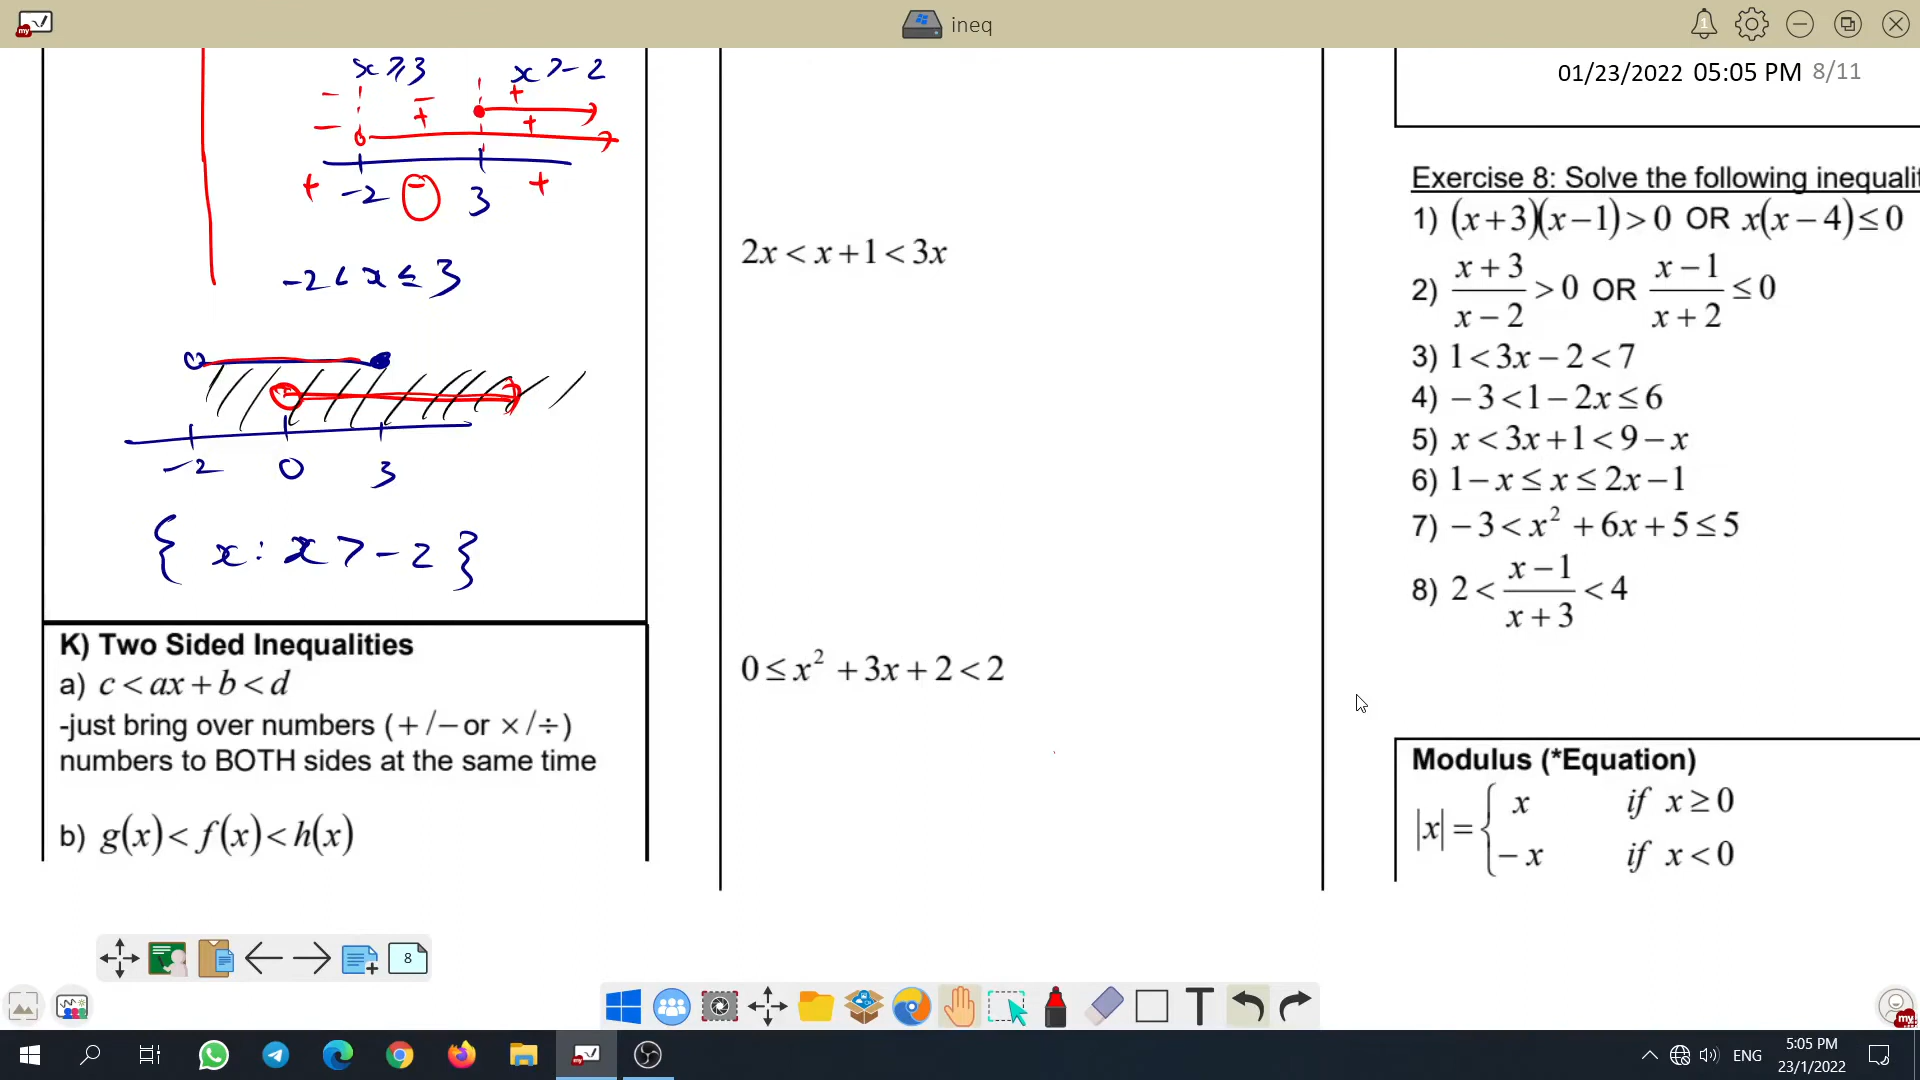 ineq
1
x ⩾ 3 x > -2
- - +
- + +
+ -2 - 3 +
-2 < x ≤ 3
-2 0 3
{ x : x > -2 }
K) Two Sided Inequalities
a) c < ax + b < d
-just bring over numbers (+/− or ×/÷)
numbers to BOTH sides at the same time
b) g(x) < f(x) < h(x)
2x < x + 1 < 3x
0 ≤ x² + 3x + 2 < 2
01/23/2022 05:05 PM 8/11
Exercise 8: Solve the following inequalit
1) (x+3)(x−1) > 0 OR x(x−4) ≤ 0
2) (x+3)/(x−2) > 0 OR (x−1)/(x+2) ≤ 0
3) 1 < 3x − 2 < 7
4) −3 < 1 − 2x ≤ 6
5) x < 3x + 1 < 9 − x
6) 1 − x ≤ x ≤ 2x − 1
7) −3 < x² + 6x + 5 ≤ 5
8) 2 < (x−1)/(x+3) < 4
Modulus (*Equation)
|x| = { x if x ≥ 0
−x if x < 0
8
T
my
my
ENG
5:05 PM
23/1/2022